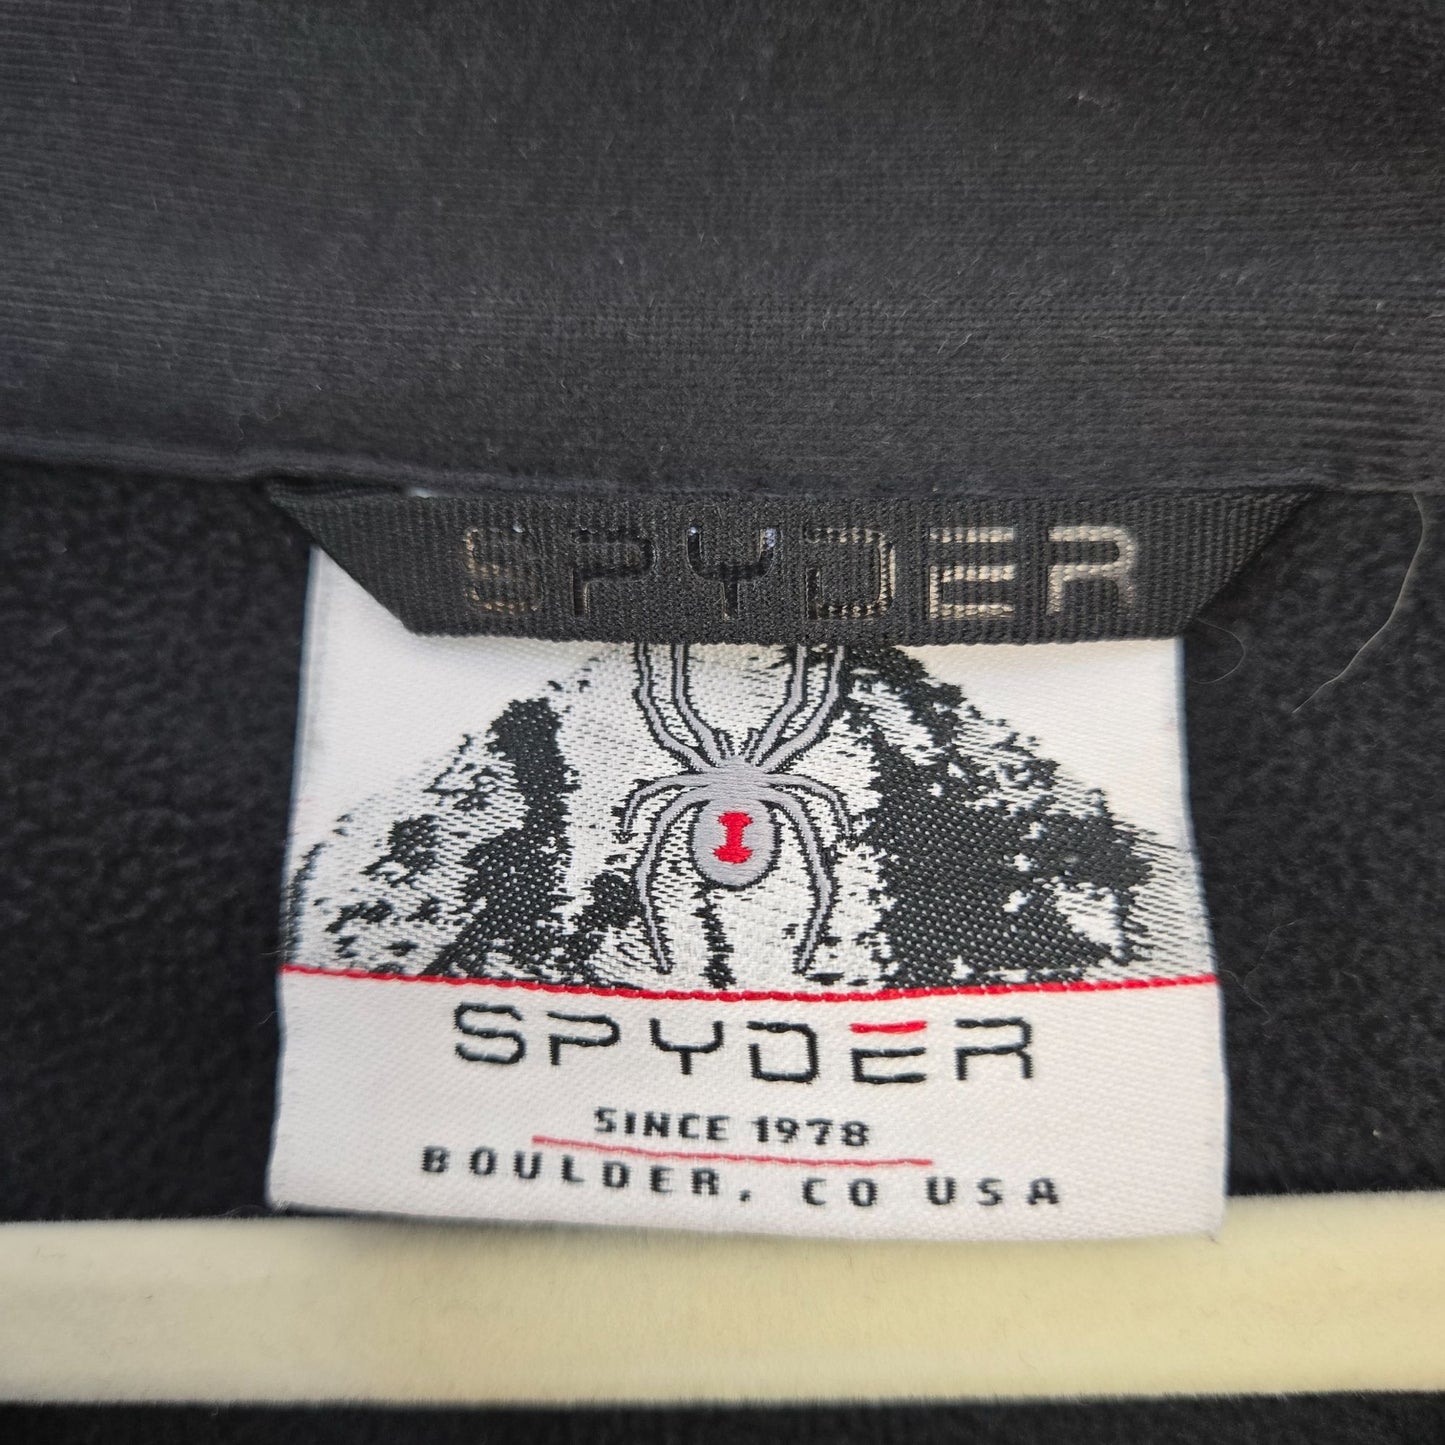 SPYDER
SPYDER
SINCE 1978
BOULDER, CO USA